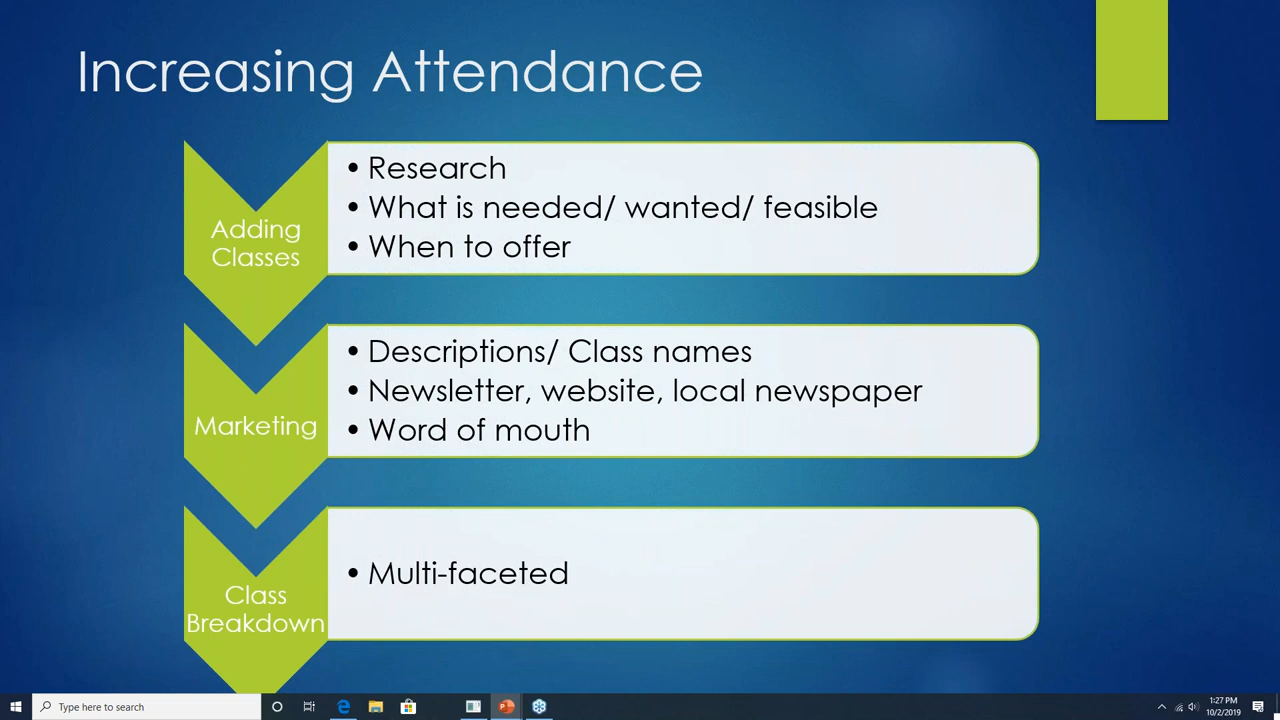 Increasing Attendance
Adding
Classes
• Research
• What is needed/ wanted/ feasible
• When to offer
Marketing
• Descriptions/ Class names
• Newsletter, website, local newspaper
• Word of mouth
Class
Breakdown
• Multi-faceted
Type here to search
1:27 PM
10/2/2019